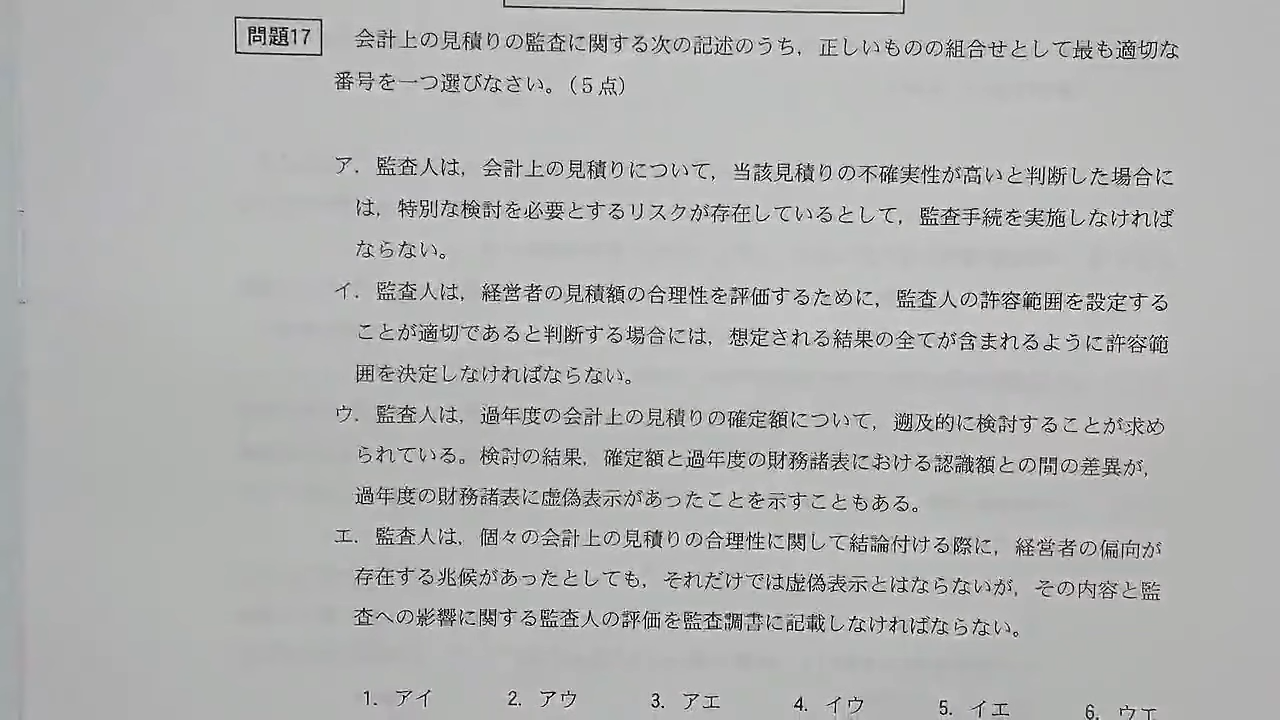 問題17 会計上の見積りの監査に関する次の記述のうち，正しいものの組合せとして最も適切な
番号を一つ選びなさい。（5点）
ア．監査人は，会計上の見積りについて，当該見積りの不確実性が高いと判断した場合に
は，特別な検討を必要とするリスクが存在しているとして，監査手続を実施しなければ
ならない。
イ．監査人は，経営者の見積額の合理性を評価するために，監査人の許容範囲を設定する
ことが適切であると判断する場合には，想定される結果の全てが含まれるように許容範
囲を決定しなければならない。
ウ．監査人は，過年度の会計上の見積りの確定額について，遡及的に検討することが求め
られている。検討の結果，確定額と過年度の財務諸表における認識額との間の差異が，
過年度の財務諸表に虚偽表示があったことを示すこともある。
エ．監査人は，個々の会計上の見積りの合理性に関して結論付ける際に，経営者の偏向が
存在する兆候があったとしても，それだけでは虚偽表示とはならないが，その内容と監
査への影響に関する監査人の評価を監査調書に記載しなければならない。
1. アイ 2. アウ 3. アエ 4. イウ 5. イエ 6. ウエ